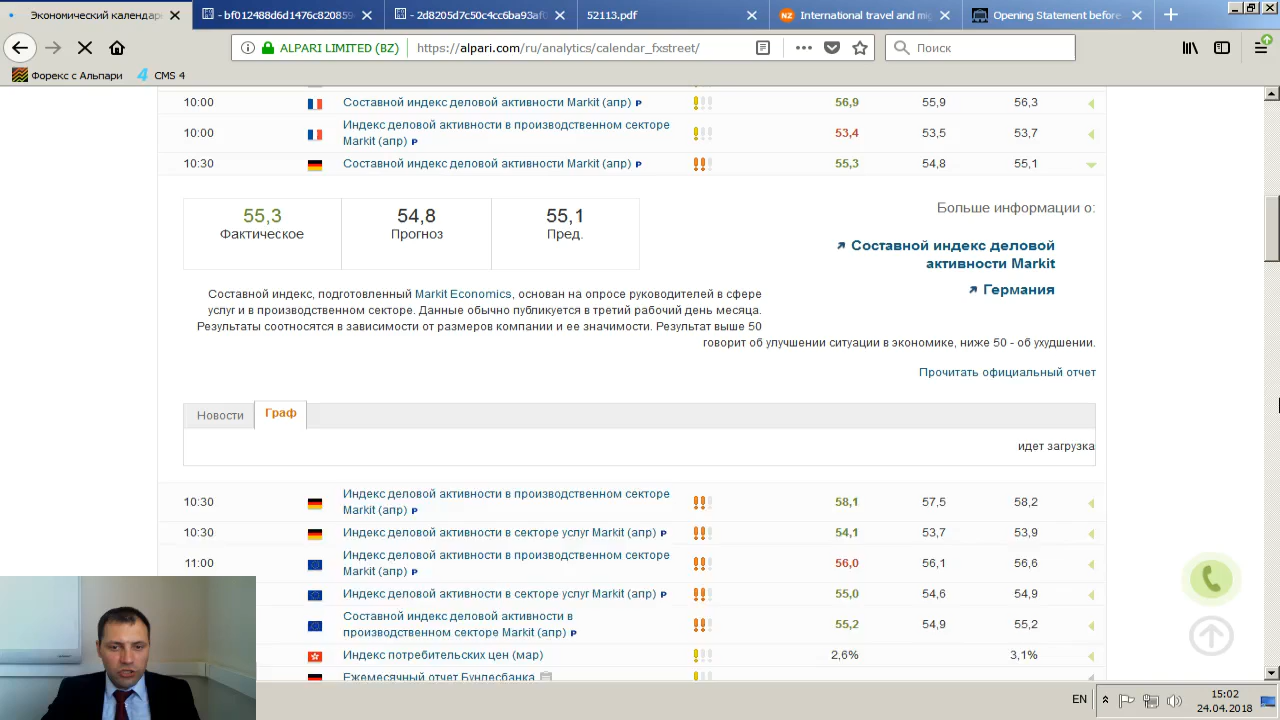 Экономический календарь
-bf012488d6d1476c820859
-2d8205d7c50c4cc6ba93af0
52113.pdf
NZ International travel and mig
Opening Statement before
ALPARI LIMITED (BZ)
https://alpari.com/ru/analytics/calendar_fxstreet/
Поиск
Форекс с Альпари
4 CMS 4
10:00 Составной индекс деловой активности Markit (апр) P 56,9 55,9 56,3
10:00 Индекс деловой активности в производственном секторе
Markit (апр) P 53,4 53,5 53,7
10:30 Составной индекс деловой активности Markit (апр) P 55,3 54,8 55,1
55,3 54,8 55,1
Фактическое Прогноз Пред.
Больше информации о:
Составной индекс деловой
активности Markit
Германия
Составной индекс, подготовленный Markit Economics, основан на опросе руководителей в сфере
услуг и в производственном секторе. Данные обычно публикуется в третий рабочий день месяца.
Результаты соотносятся в зависимости от размеров компании и ее значимости. Результат выше 50
говорит об улучшении ситуации в экономике, ниже 50 - об ухудшении.
Прочитать официальный отчет
Новости Граф
идет загрузка
10:30 Индекс деловой активности в производственном секторе
Markit (апр) P 58,1 57,5 58,2
10:30 Индекс деловой активности в секторе услуг Markit (апр) P 54,1 53,7 53,9
11:00 Индекс деловой активности в производственном секторе
Markit (апр) P 56,0 56,1 56,6
Индекс деловой активности в секторе услуг Markit (апр) P 55,0 54,6 54,9
Составной индекс деловой активности в
производственном секторе Markit (апр) P 55,2 54,9 55,2
Индекс потребительских цен (мар) 2,6% 3,1%
Ежемесячный отчет Бундесбанка
EN
15:02
24.04.2018